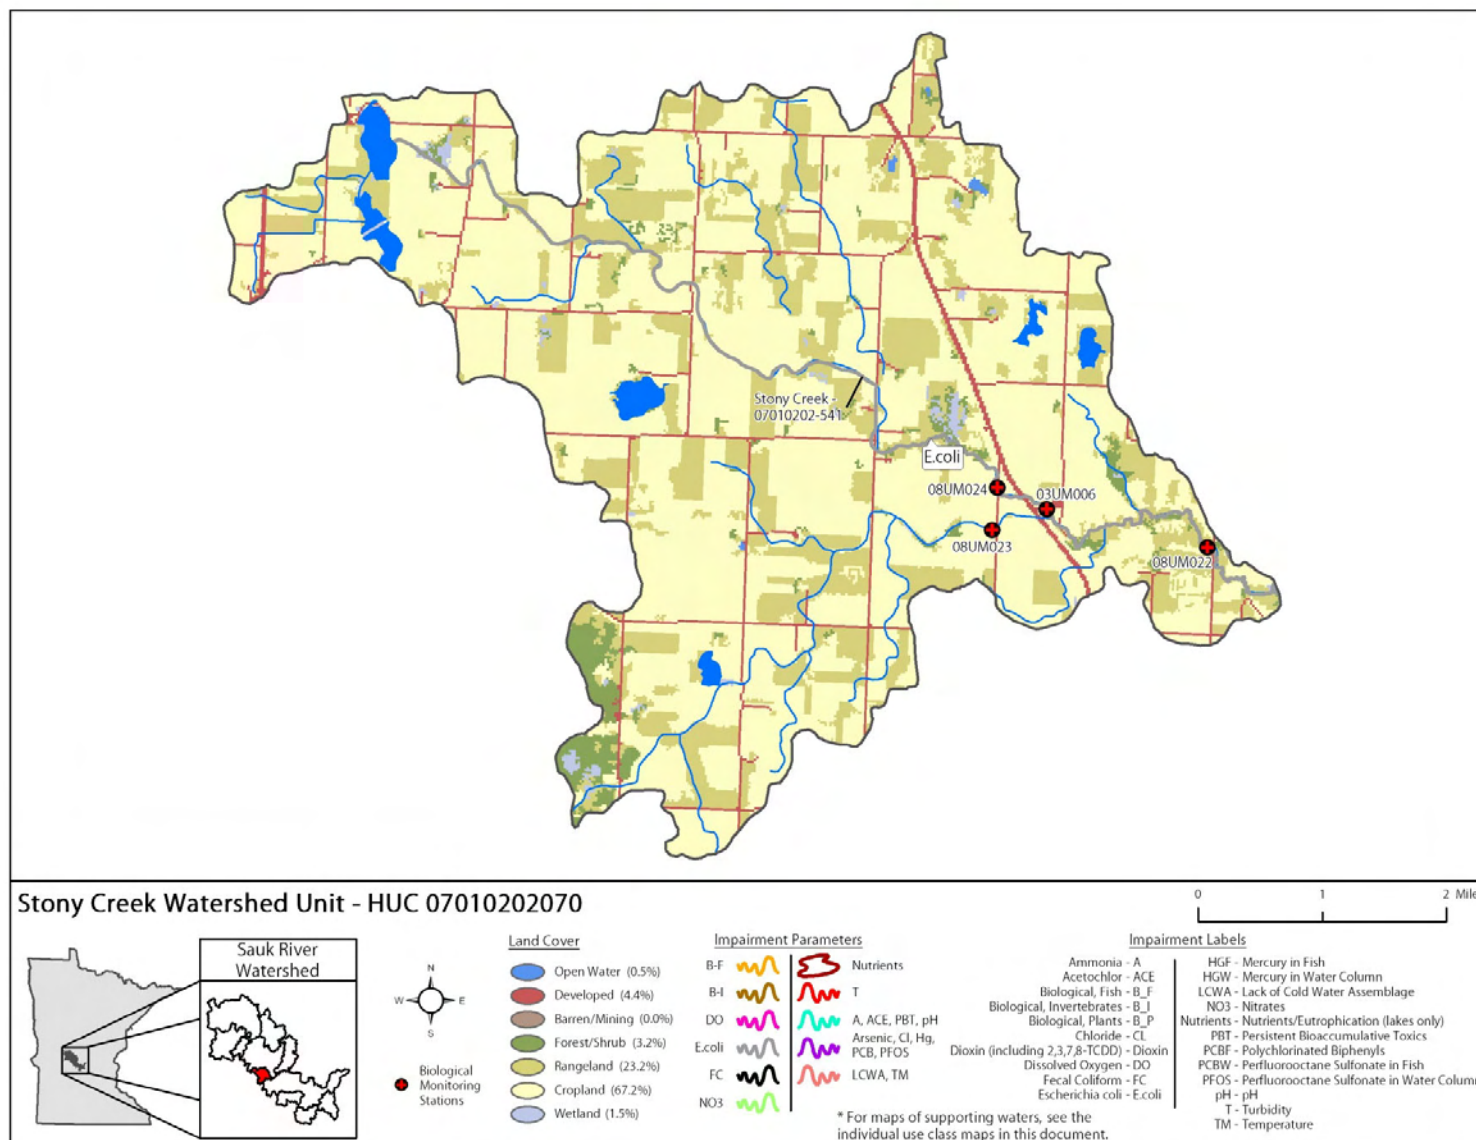 Stony Creek -
07010202-541
E.coli
08UM024
03UM006
08UM023
08UM022
Stony Creek Watershed Unit - HUC 07010202070
0 1 2 Mile
Sauk River
Watershed
N
W E
S
Biological
Monitoring
Stations
Land Cover
Open Water (0.5%)
Developed (4.4%)
Barren/Mining (0.0%)
Forest/Shrub (3.2%)
Rangeland (23.2%)
Cropland (67.2%)
Wetland (1.5%)
Impairment Parameters
B-F
B-I
DO
E.coli
FC
NO3
Nutrients
T
A, ACE, PBT, pH
Arsenic, Cl, Hg,
PCB, PFOS
LCWA, TM
* For maps of supporting waters, see the
individual use class maps in this document.
Impairment Labels
Ammonia - A
Acetochlor - ACE
Biological, Fish - B_F
Biological, Invertebrates - B_I
Biological, Plants - B_P
Chloride - CL
Dioxin (including 2,3,7,8-TCDD) - Dioxin
Dissolved Oxygen - DO
Fecal Coliform - FC
Escherichia coli - E.coli
HGF - Mercury in Fish
HGW - Mercury in Water Column
LCWA - Lack of Cold Water Assemblage
NO3 - Nitrates
Nutrients - Nutrients/Eutrophication (lakes only)
PBT - Persistent Bioaccumulative Toxics
PCBF - Polychlorinated Biphenyls
PCBW - Perfluorooctane Sulfonate in Fish
PFOS - Perfluorooctane Sulfonate in Water Column
pH - pH
T - Turbidity
TM - Temperature